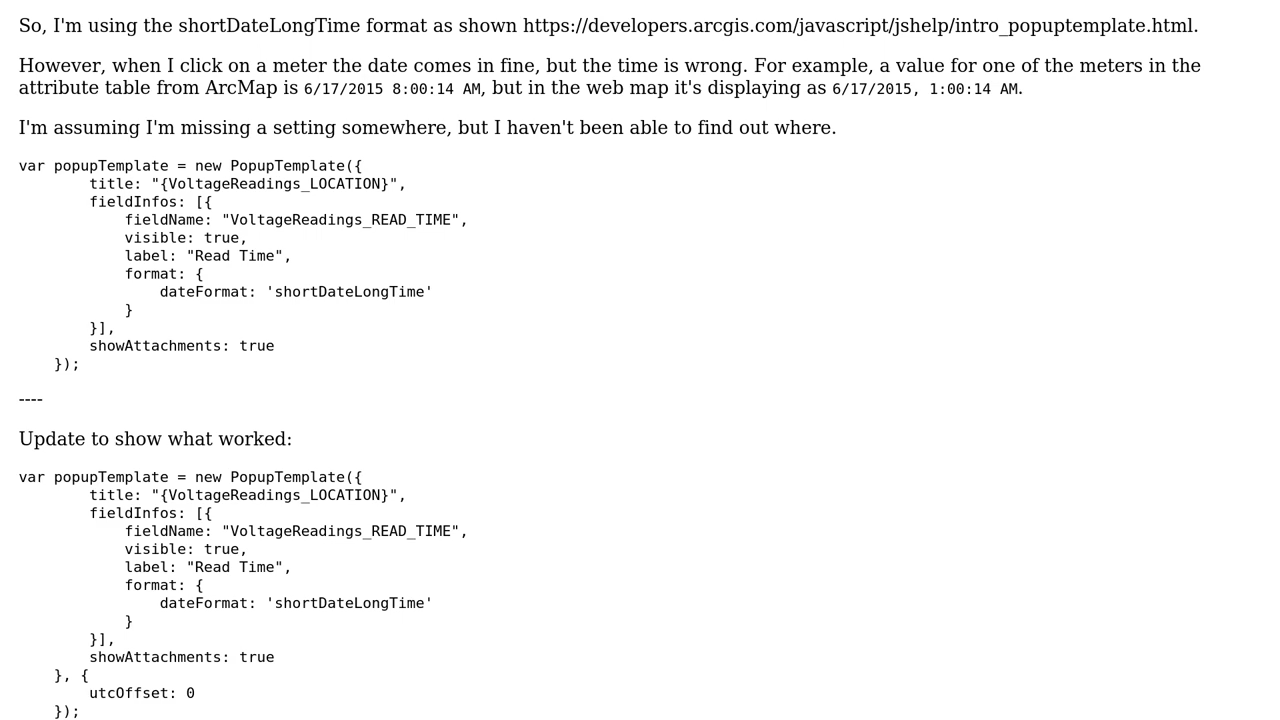 So, I'm using the shortDateLongTime format as shown https://developers.arcgis.com/javascript/jshelp/intro_popuptemplate.html.
However, when I click on a meter the date comes in fine, but the time is wrong. For example, a value for one of the meters in the
attribute table from ArcMap is 6/17/2015 8:00:14 AM, but in the web map it's displaying as 6/17/2015, 1:00:14 AM.
I'm assuming I'm missing a setting somewhere, but I haven't been able to find out where.
var popupTemplate = new PopupTemplate({
        title: "{VoltageReadings_LOCATION}",
        fieldInfos: [{
            fieldName: "VoltageReadings_READ_TIME",
            visible: true,
            label: "Read Time",
            format: {
                dateFormat: 'shortDateLongTime'
            }
        }],
        showAttachments: true
    });
----
Update to show what worked:
var popupTemplate = new PopupTemplate({
        title: "{VoltageReadings_LOCATION}",
        fieldInfos: [{
            fieldName: "VoltageReadings_READ_TIME",
            visible: true,
            label: "Read Time",
            format: {
                dateFormat: 'shortDateLongTime'
            }
        }],
        showAttachments: true
    }, {
        utcOffset: 0
    });